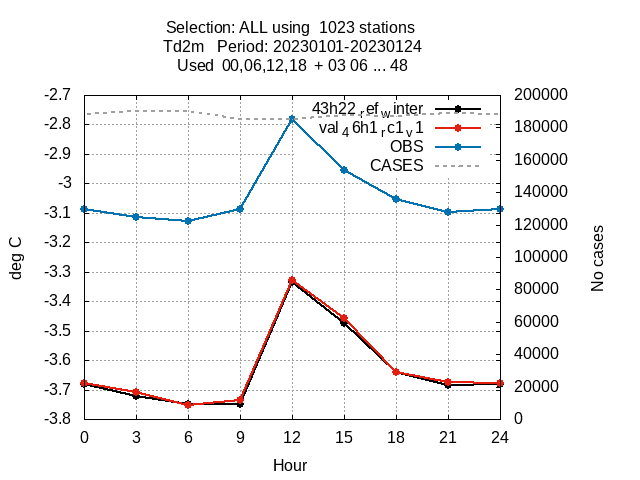 Selection: ALL using  1023 stations
Td2m   Period: 20230101-20230124
Used  00,06,12,18  + 03 06 ... 48
43h22ref winter
val46h1rc1v1
OBS
CASES
-2.7
-2.8
-2.9
-3
-3.1
-3.2
-3.3
-3.4
-3.5
-3.6
-3.7
-3.8
200000
180000
160000
140000
120000
100000
80000
60000
40000
20000
0
deg C
No cases
0 3 6 9 12 15 18 21 24
Hour